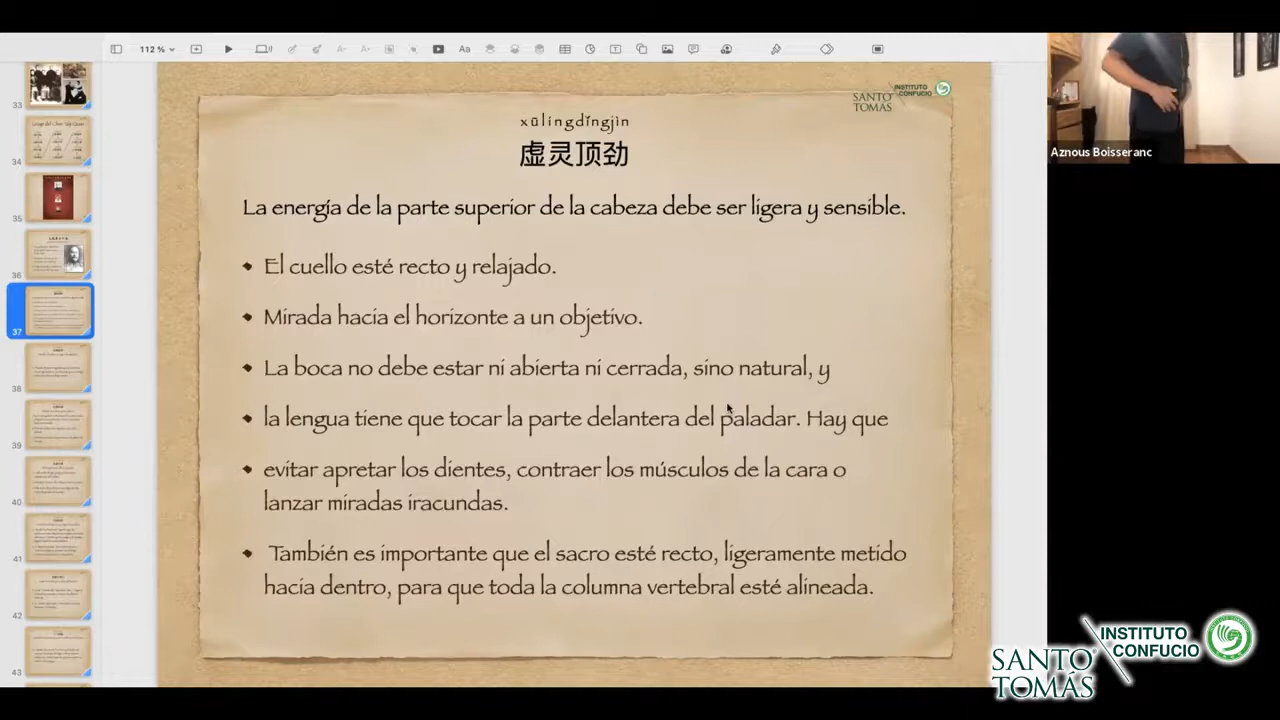 112 %
Aa
33
34
35
36
37
38
39
40
41
42
43
SANTO TOMÁS
INSTITUTO CONFUCIO
xūlíngdǐngjìn
虚灵顶劲
La energía de la parte superior de la cabeza debe ser ligera y sensible.
El cuello esté recto y relajado.
Mirada hacia el horizonte a un objetivo.
La boca no debe estar ni abierta ni cerrada, sino natural, y
la lengua tiene que tocar la parte delantera del paladar. Hay que
evitar apretar los dientes, contraer los músculos de la cara o
lanzar miradas iracundas.
También es importante que el sacro esté recto, ligeramente metido
hacia dentro, para que toda la columna vertebral esté alineada.
Aznous Boisseranc
SANTO
TOMÁS
INSTITUTO
CONFUCIO